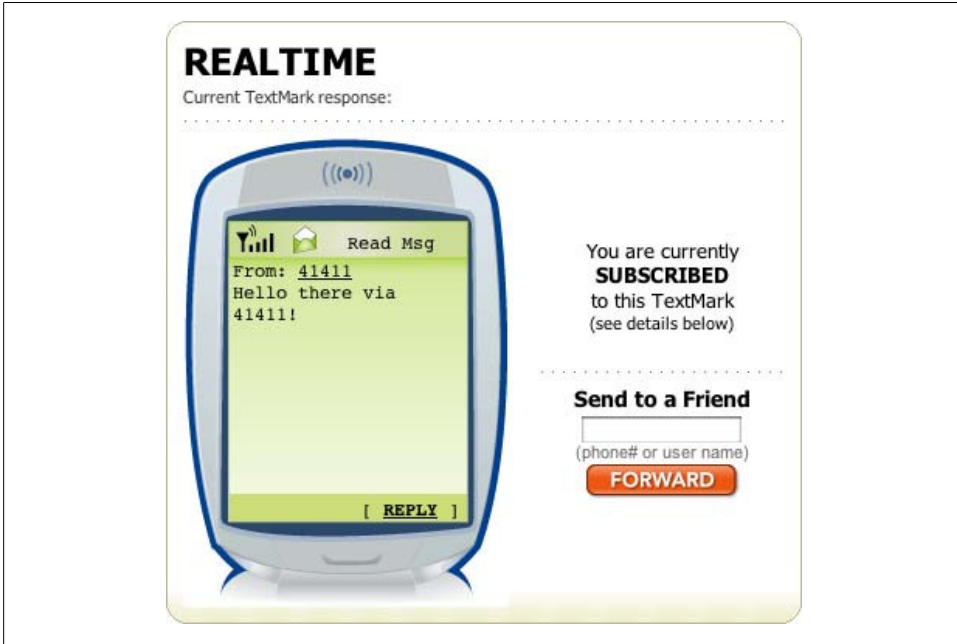 REALTIME
Current TextMark response:
Read Msg
From: 41411
Hello there via
41411!
[ REPLY ]
You are currently
SUBSCRIBED
to this TextMark
(see details below)
Send to a Friend
(phone# or user name)
FORWARD